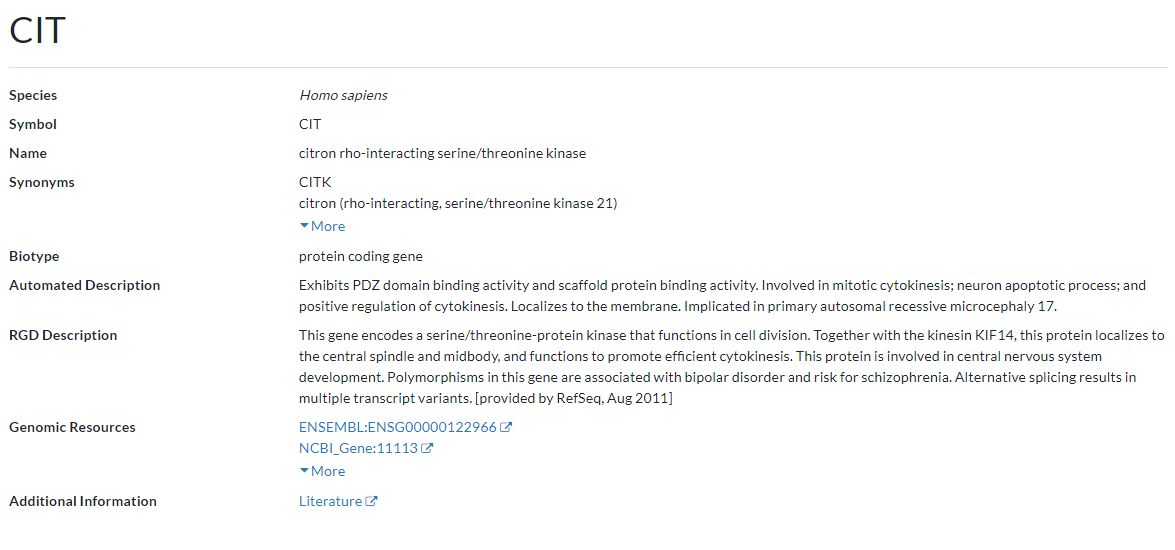 CIT
Species Homo sapiens
Symbol CIT
Name citron rho-interacting serine/threonine kinase
Synonyms CITK
citron (rho-interacting, serine/threonine kinase 21)
More
Biotype protein coding gene
Automated Description Exhibits PDZ domain binding activity and scaffold protein binding activity. Involved in mitotic cytokinesis; neuron apoptotic process; and
positive regulation of cytokinesis. Localizes to the membrane. Implicated in primary autosomal recessive microcephaly 17.
RGD Description This gene encodes a serine/threonine-protein kinase that functions in cell division. Together with the kinesin KIF14, this protein localizes to
the central spindle and midbody, and functions to promote efficient cytokinesis. This protein is involved in central nervous system
development. Polymorphisms in this gene are associated with bipolar disorder and risk for schizophrenia. Alternative splicing results in
multiple transcript variants. [provided by RefSeq, Aug 2011]
Genomic Resources ENSEMBL:ENSG00000122966
NCBI_Gene:11113
More
Additional Information Literature